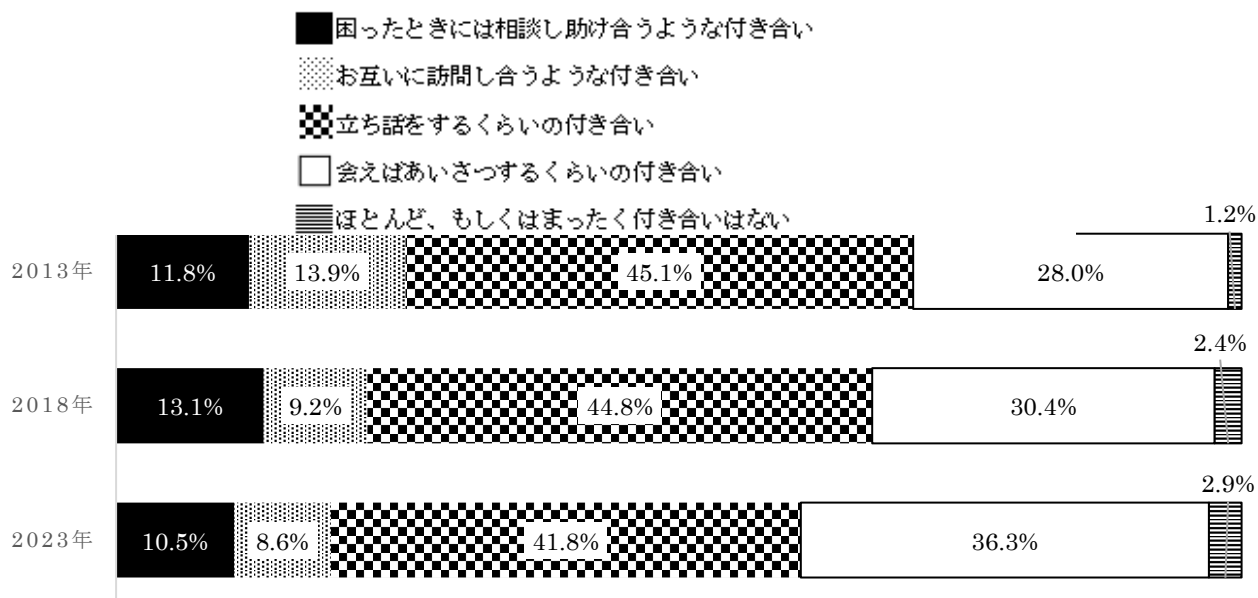 困ったときには相談し助け合うような付き合い
お互いに訪問し合うような付き合い
立ち話をするくらいの付き合い
会えばあいさつするくらいの付き合い
ほとんど、もしくはまったく付き合いはない
1.2%
2013年 11.8% 13.9% 45.1% 28.0%
2.4%
2018年 13.1% 9.2% 44.8% 30.4%
2.9%
2023年 10.5% 8.6% 41.8% 36.3%